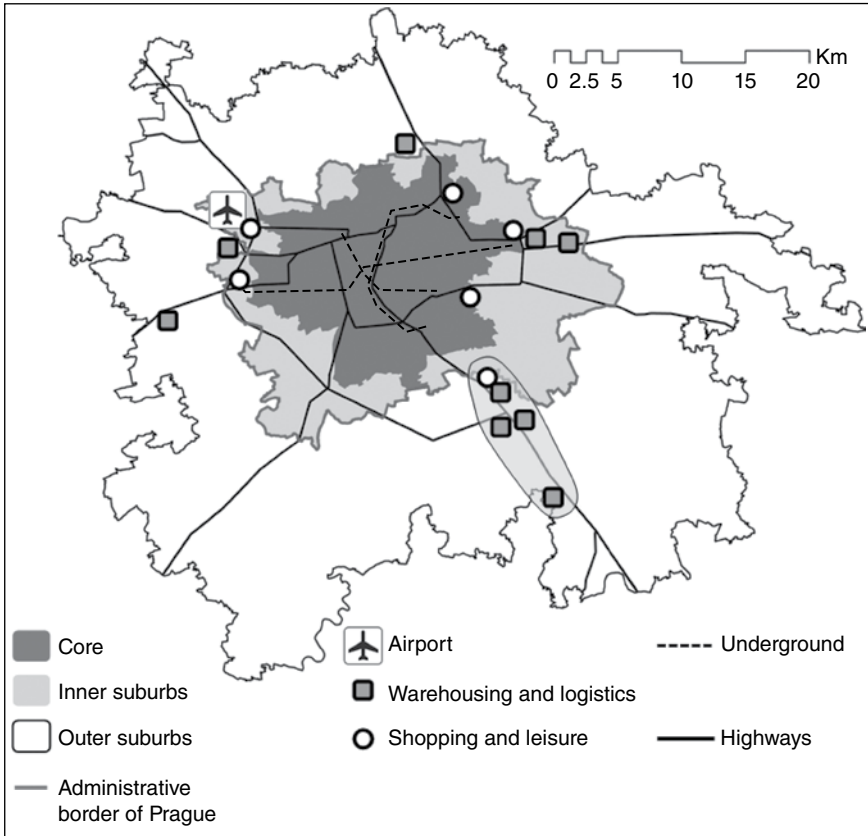 Km
0 2.5 5 10 15 20
Core
Airport
Underground
Inner suburbs
Warehousing and logistics
Outer suburbs
Shopping and leisure
Highways
Administrative
border of Prague